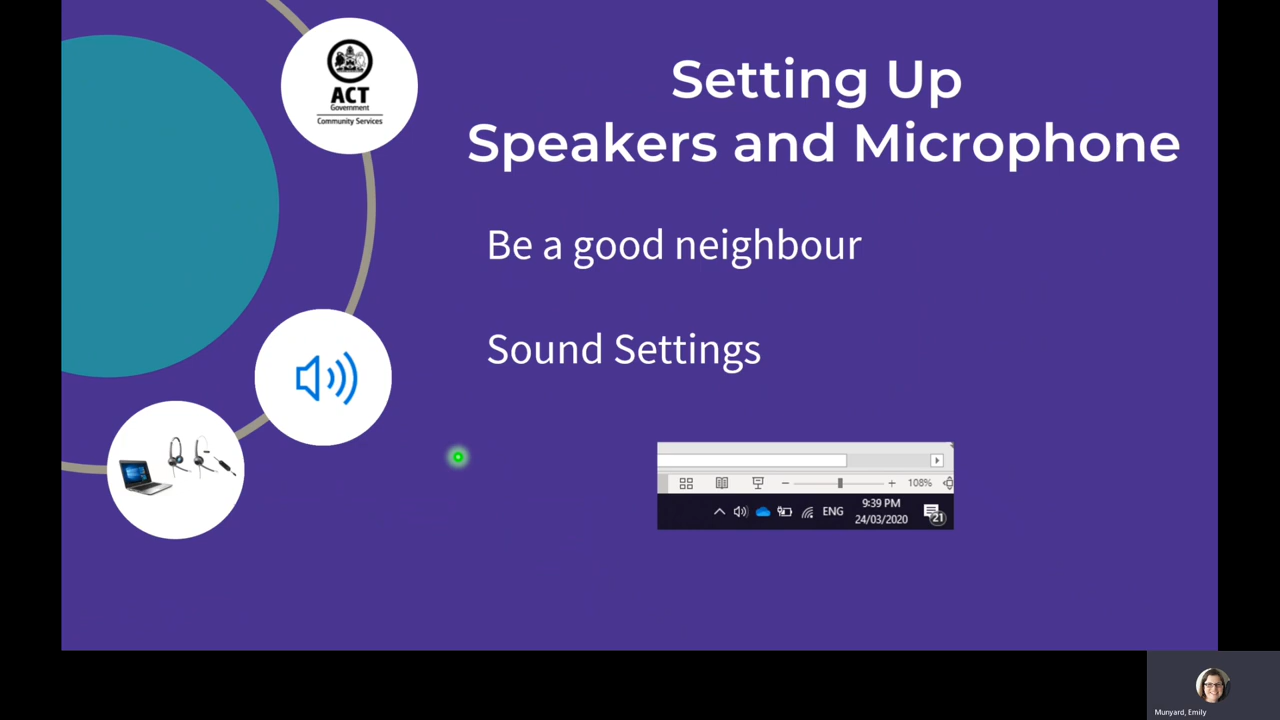 ACT
Government
Community Services
Setting Up
Speakers and Microphone
Be a good neighbour
Sound Settings
108%
ENG
9:39 PM
24/03/2020
21
Munyard, Emily